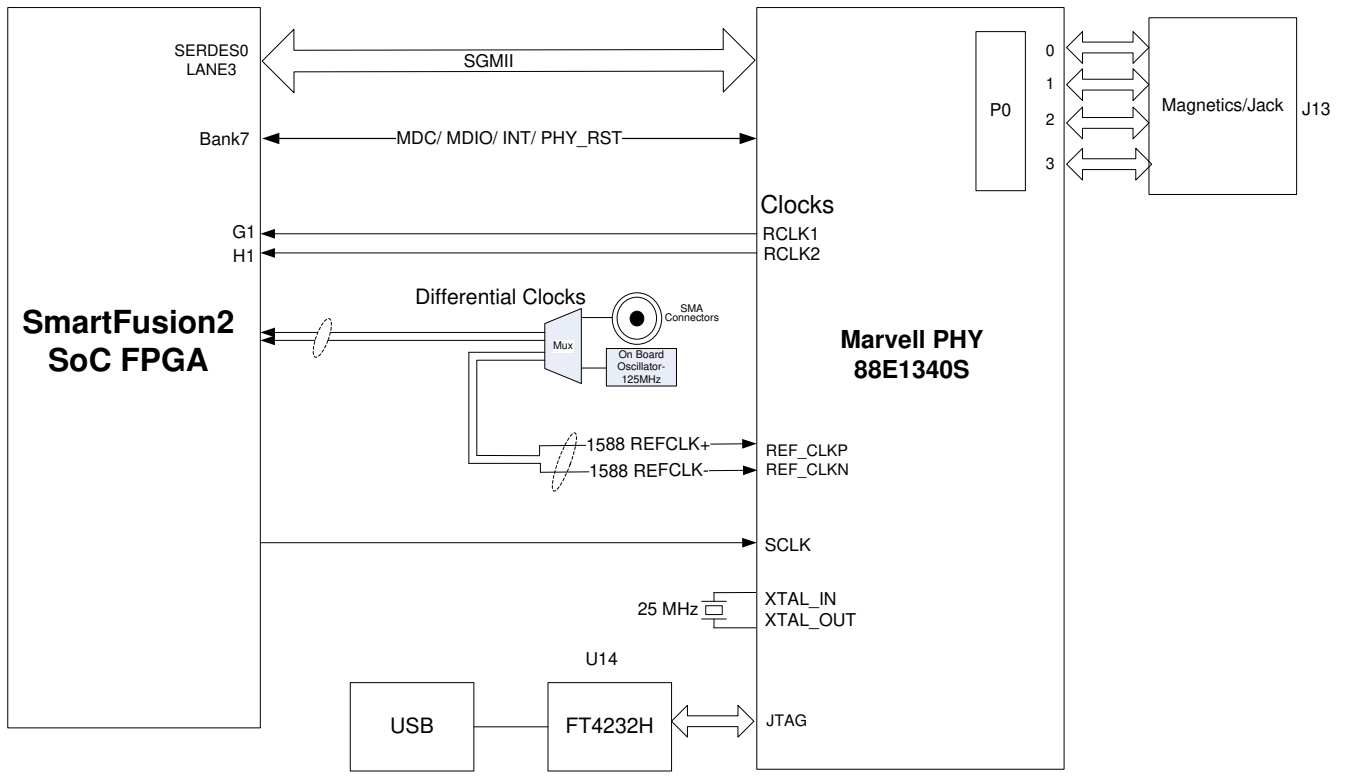 SERDES0
LANE3
SGMII
Bank7
MDC/ MDIO/ INT/ PHY_RST
P0
0
1
2
3
Magnetics/Jack
J13
Clocks
G1
RCLK1
H1
RCLK2
Differential Clocks
SMA
Connectors
Mux
On Board
Oscillator-
125MHz
SmartFusion2
SoC FPGA
Marvell PHY
88E1340S
1588 REFCLK+
REF_CLKP
1588 REFCLK-
REF_CLKN
SCLK
25 MHz
XTAL_IN
XTAL_OUT
U14
USB
FT4232H
JTAG